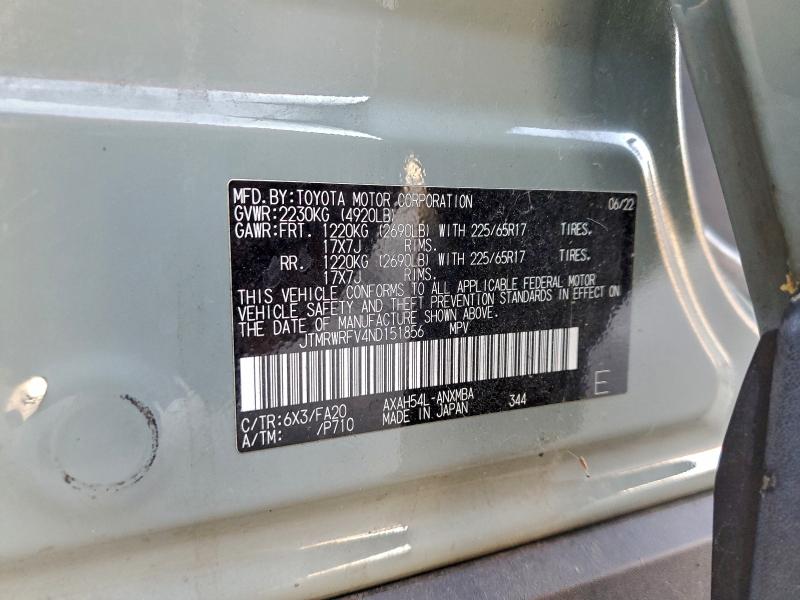 MFD.BY:TOYOTA MOTOR CORPORATION 06/22
GVWR:2230KG (4920LB)
GAWR:FRT. 1220KG (2690LB) WITH 225/65R17 TIRES.
17X7J RIMS.
RR. 1220KG (2690LB) WITH 225/65R17 TIRES.
17X7J RIMS.
THIS VEHICLE CONFORMS TO ALL APPLICABLE FEDERAL MOTOR
VEHICLE SAFETY AND THEFT PREVENTION STANDARDS IN EFFECT ON
THE DATE OF MANUFACTURE SHOWN ABOVE.
JTMRWRFV4ND151856 MPV
C/TR:6X3/FA20 AXAH54L-ANXMBA 344 E
A/TM: /P710 MADE IN JAPAN